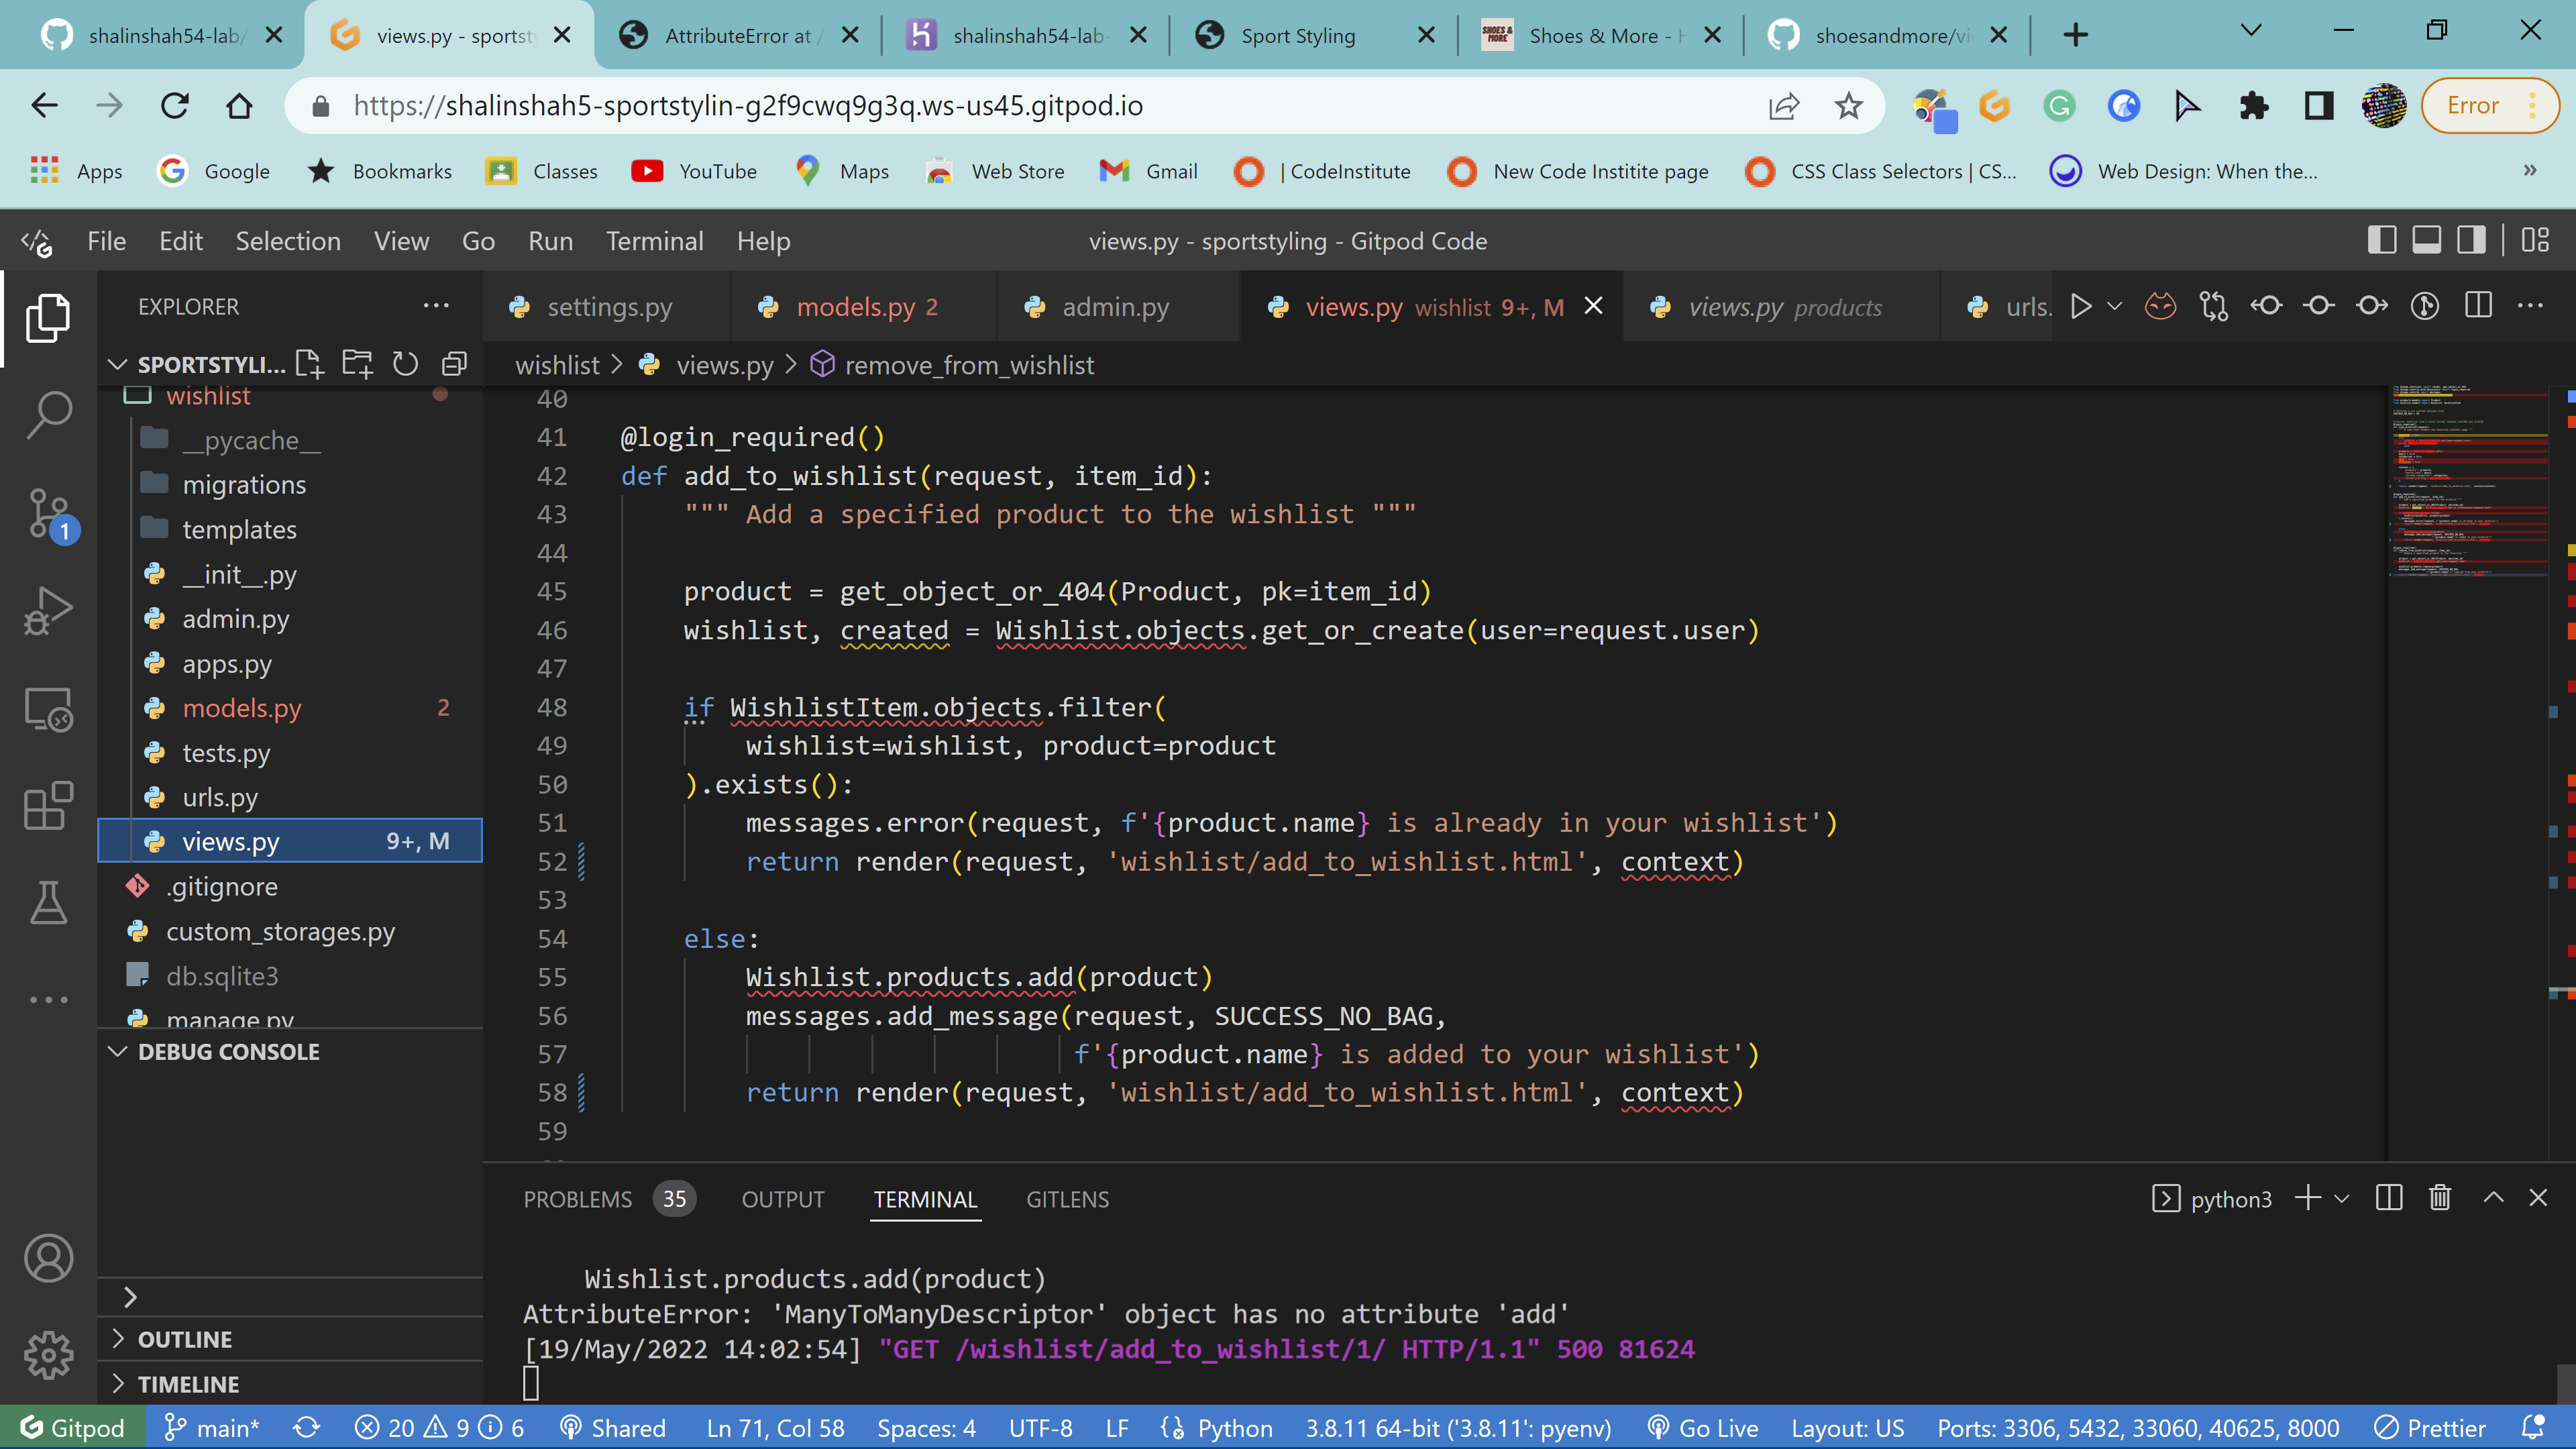 shalinshah54-lab/
views.py - sportst
AttributeError at /
shalinshah54-lab-
Sport Styling
SHOES & MORE
Shoes & More - H
shoesandmore/vi
https://shalinshah5-sportstylin-g2f9cwq9g3q.ws-us45.gitpod.io
Error
Apps
Google
Bookmarks
Classes
YouTube
Maps
Web Store
Gmail
| CodeInstitute
New Code Institite page
CSS Class Selectors | CS...
Web Design: When the...
»
File Edit Selection View Go Run Terminal Help
views.py - sportstyling - Gitpod Code
EXPLORER
settings.py
models.py 2
admin.py
views.py wishlist 9+, M
views.py products
urls.
SPORTSTYLI...
wishlist > views.py > remove_from_wishlist
wishlist
__pycache__
migrations
templates
__init__.py
admin.py
apps.py
models.py 2
tests.py
urls.py
views.py 9+, M
.gitignore
custom_storages.py
db.sqlite3
manage.py
1
DEBUG CONSOLE
OUTLINE
TIMELINE
40
41 @login_required()
42 def add_to_wishlist(request, item_id):
43 """ Add a specified product to the wishlist """
44
45 product = get_object_or_404(Product, pk=item_id)
46 wishlist, created = Wishlist.objects.get_or_create(user=request.user)
47
48 if WishlistItem.objects.filter(
49 wishlist=wishlist, product=product
50 ).exists():
51 messages.error(request, f'{product.name} is already in your wishlist')
52 return render(request, 'wishlist/add_to_wishlist.html', context)
53
54 else:
55 Wishlist.products.add(product)
56 messages.add_message(request, SUCCESS_NO_BAG,
57 f'{product.name} is added to your wishlist')
58 return render(request, 'wishlist/add_to_wishlist.html', context)
59
PROBLEMS 35 OUTPUT TERMINAL GITLENS
python3
Wishlist.products.add(product)
AttributeError: 'ManyToManyDescriptor' object has no attribute 'add'
[19/May/2022 14:02:54] "GET /wishlist/add_to_wishlist/1/ HTTP/1.1" 500 81624
Gitpod main* 20 9 6 Shared Ln 71, Col 58 Spaces: 4 UTF-8 LF Python 3.8.11 64-bit ('3.8.11': pyenv) Go Live Layout: US Ports: 3306, 5432, 33060, 40625, 8000 Prettier